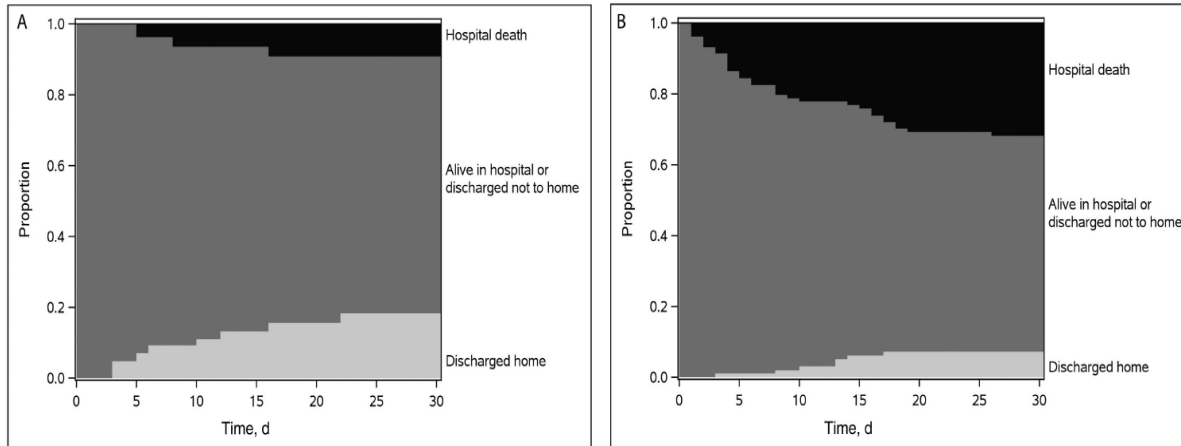 A
1.0
0.8
0.6
0.4
0.2
0.0
Proportion
0 5 10 15 20 25 30
Time, d
Hospital death
Alive in hospital or
discharged not to home
Discharged home
B
1.0
0.8
0.6
0.4
0.2
0.0
Proportion
0 5 10 15 20 25 30
Time, d
Hospital death
Alive in hospital or
discharged not to home
Discharged home